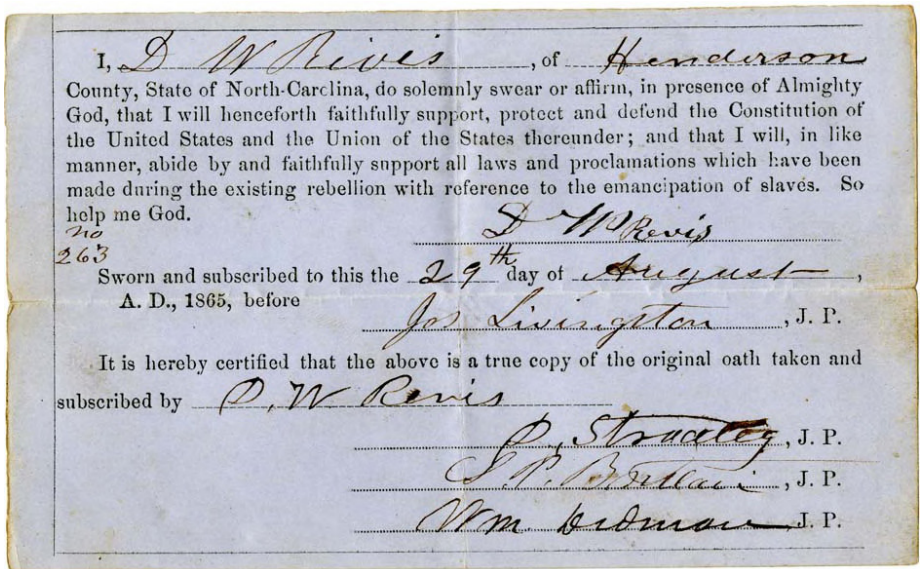 I, D W Rivis, of Henderson
County, State of North-Carolina, do solemnly swear or affirm, in presence of Almighty
God, that I will henceforth faithfully support, protect and defend the Constitution of
the United States and the Union of the States thereunder; and that I will, in like
manner, abide by and faithfully support all laws and proclamations which have been
made during the existing rebellion with reference to the emancipation of slaves. So
help me God.
D W Revis
no
263
Sworn and subscribed to this the 29th day of August,
A. D., 1865, before
Jos Livingston, J. P.
It is hereby certified that the above is a true copy of the original oath taken and
subscribed by D. W Revis
P. Stradley, J. P.
J. P.
Wm. J. P.